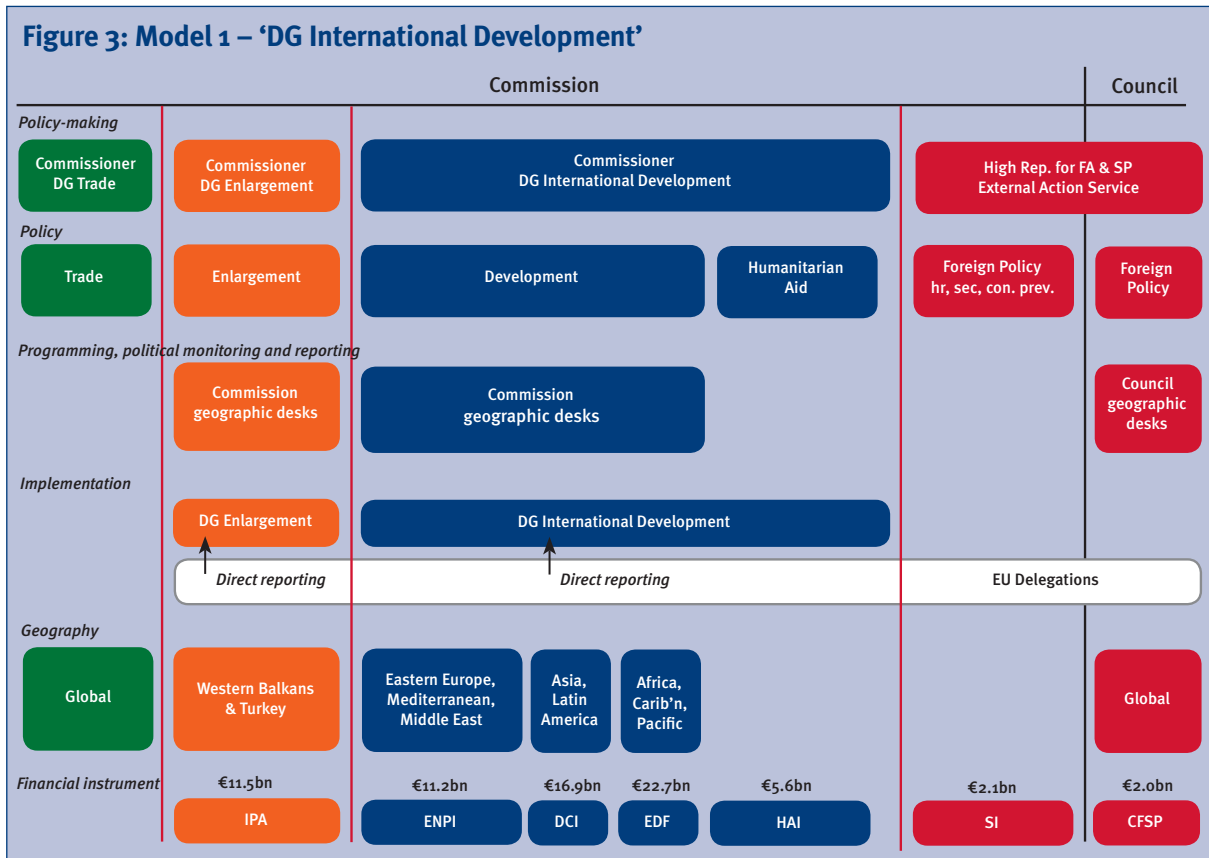 Figure 3: Model 1 – ‘DG International Development’
Commission
Council
Policy-making
Commissioner
DG Trade
Commissioner
DG Enlargement
Commissioner
DG International Development
High Rep. for FA & SP
External Action Service
Policy
Trade
Enlargement
Development
Humanitarian
Aid
Foreign Policy
hr, sec, con. prev.
Foreign
Policy
Programming, political monitoring and reporting
Commission
geographic desks
Commission
geographic desks
Council
geographic
desks
Implementation
DG Enlargement
DG International Development
Direct reporting
Direct reporting
EU Delegations
Geography
Global
Western Balkans
& Turkey
Eastern Europe,
Mediterranean,
Middle East
Asia,
Latin
America
Africa,
Carib’n,
Pacific
Global
Financial instrument
€11.5bn
€11.2bn
€16.9bn
€22.7bn
€5.6bn
€2.1bn
€2.0bn
IPA
ENPI
DCI
EDF
HAI
SI
CFSP